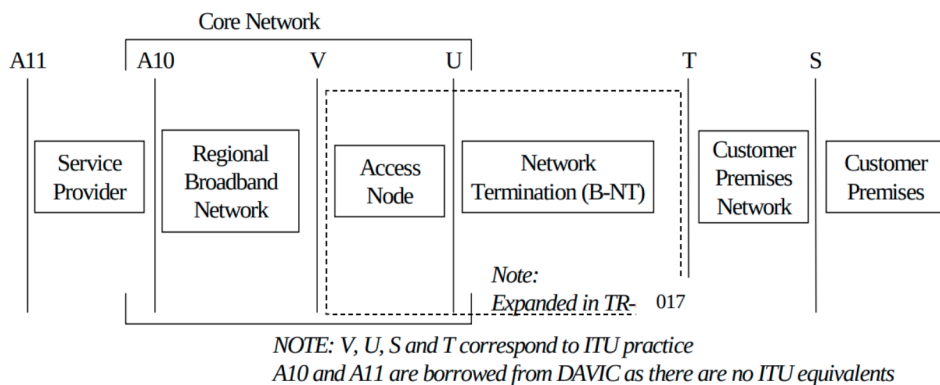 Core Network
A11 A10 V U T S
Service
Provider
Regional
Broadband
Network
Access
Node
Network
Termination (B-NT)
Customer
Premises
Network
Customer
Premises
Note:
Expanded in TR- 017
NOTE: V, U, S and T correspond to ITU practice
A10 and A11 are borrowed from DAVIC as there are no ITU equivalents